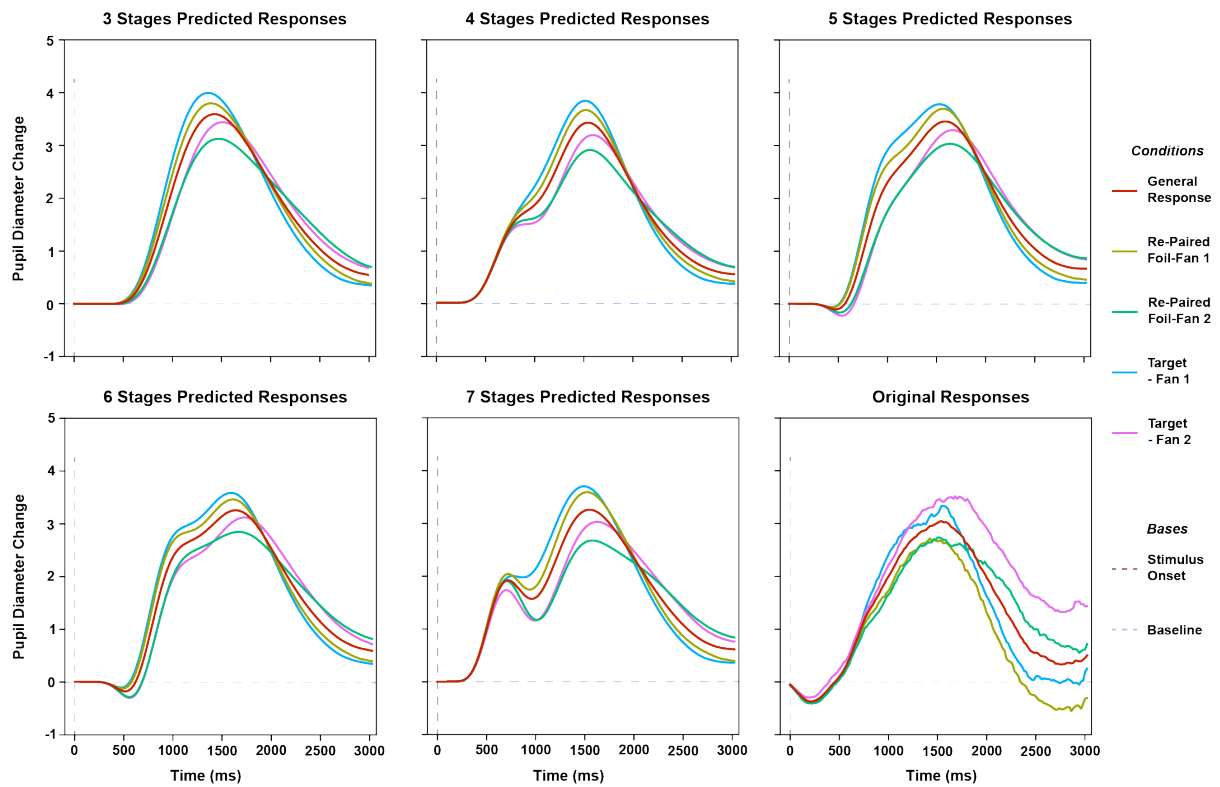 3 Stages Predicted Responses
4 Stages Predicted Responses
5 Stages Predicted Responses
Pupil Diameter Change
5
4
3
2
1
0
-1
Conditions
General
Response
Re-Paired
Foil-Fan 1
Re-Paired
Foil-Fan 2
Target
- Fan 1
Target
- Fan 2
Bases
Stimulus
Onset
Baseline
6 Stages Predicted Responses
7 Stages Predicted Responses
Original Responses
Pupil Diameter Change
5
4
3
2
1
0
-1
0 500 1000 1500 2000 2500 3000
0 500 1000 1500 2000 2500 3000
0 500 1000 1500 2000 2500 3000
Time (ms)
Time (ms)
Time (ms)